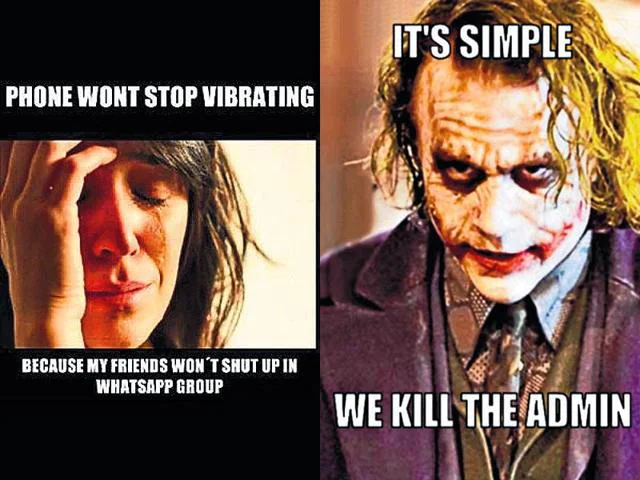 PHONE WONT STOP VIBRATING
BECAUSE MY FRIENDS WON´T SHUT UP IN
WHATSAPP GROUP
IT'S SIMPLE
WE KILL THE ADMIN